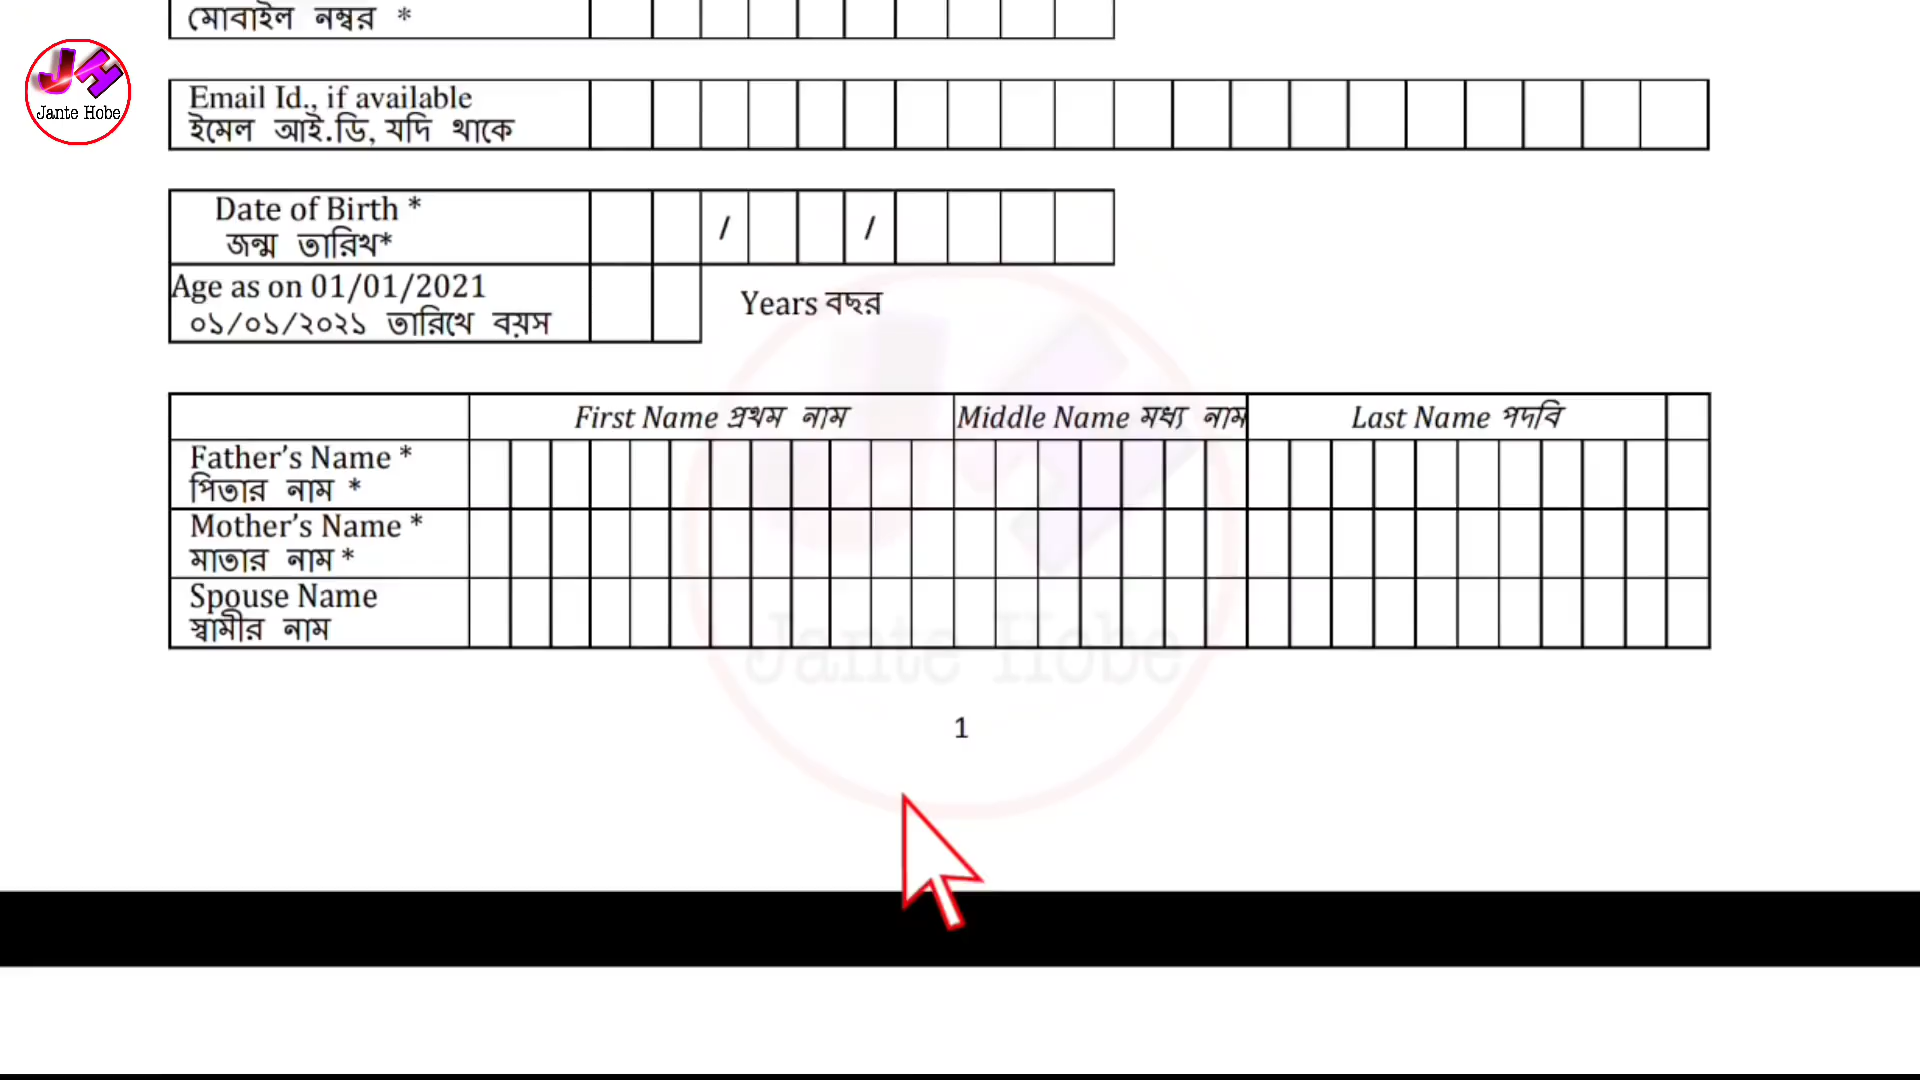 মোবাইল নম্বর *
JH
Jante Hobe
Email Id., if available
ইমেল আই.ডি, যদি থাকে
Date of Birth *
জন্ম তারিখ*
/ /
Age as on 01/01/2021
০১/০১/২০২১ তারিখে বয়স
Years বছর
First Name প্রথম নাম Middle Name মধ্য নাম Last Name পদবি
Father's Name *
পিতার নাম *
Mother's Name *
মাতার নাম *
Spouse Name
স্বামীর নাম
Jante Hobe
1